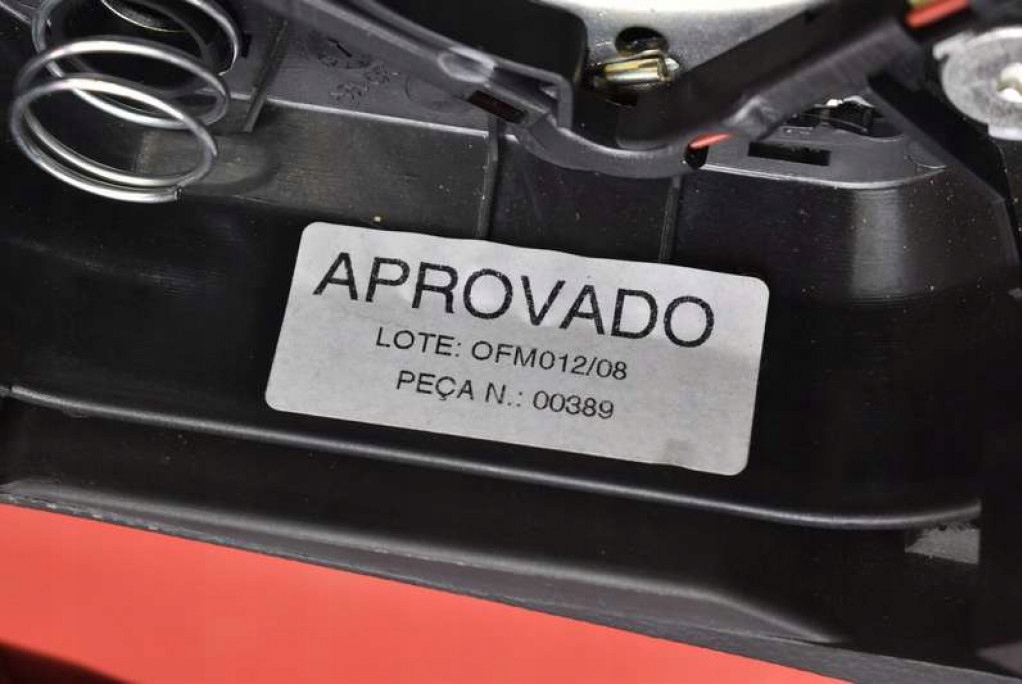 APROVADO
LOTE: OFM012/08
PEÇA N.: 00389